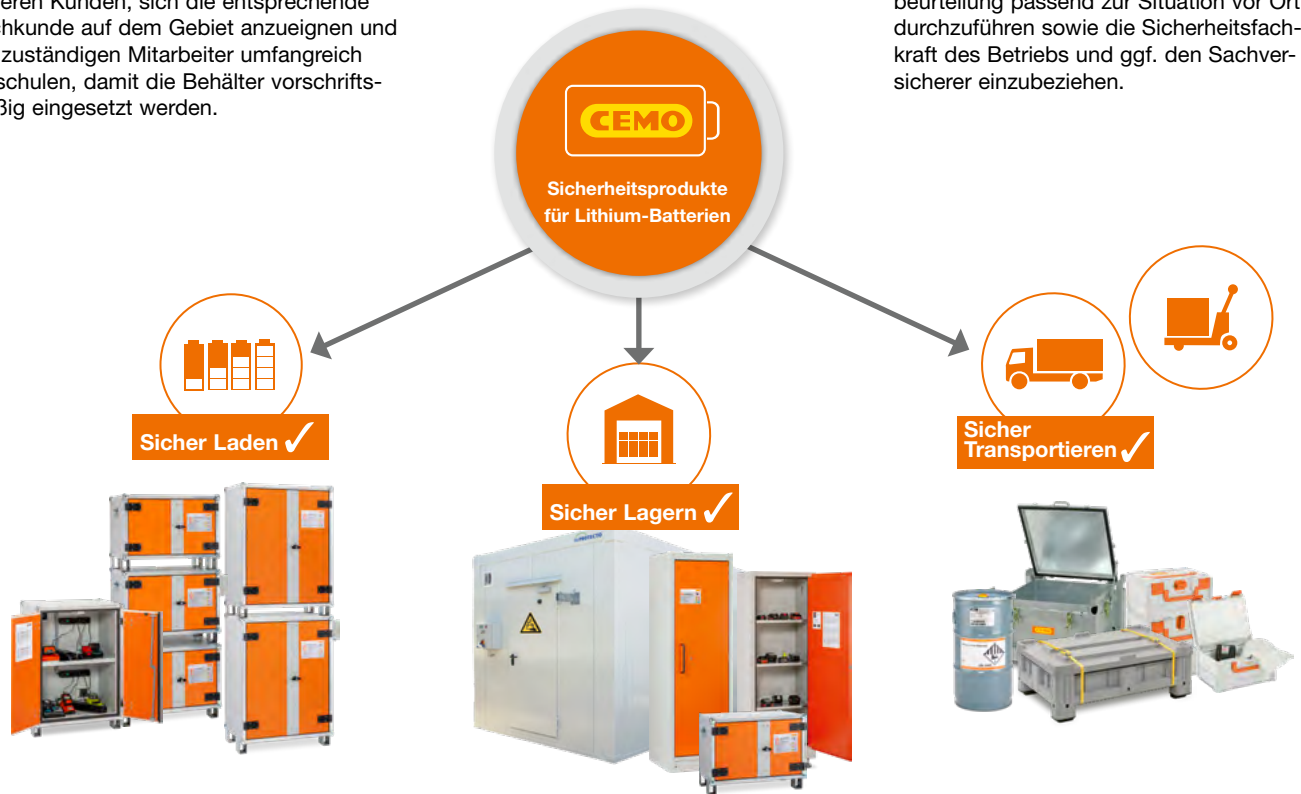 eren Kunden, sich die entsprechende
chkunde auf dem Gebiet anzueignen und
zuständigen Mitarbeiter umfangreich
schulen, damit die Behälter vorschrifts-
ßig eingesetzt werden.
beurteilung passend zur Situation vor Ort
durchzuführen sowie die Sicherheitsfach-
kraft des Betriebs und ggf. den Sachver-
sicherer einzubeziehen.
CEMO
Sicherheitsprodukte
für Lithium-Batterien
Sicher Laden ✓
Sicher Lagern ✓
Sicher
Transportieren ✓